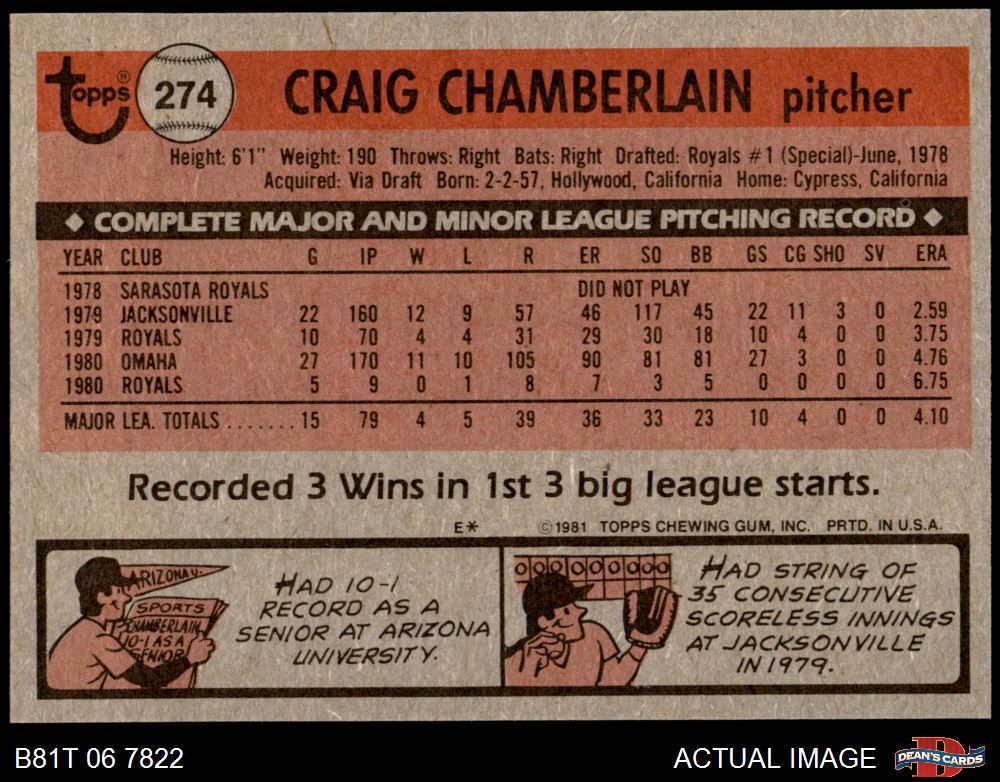 topps® 274 CRAIG CHAMBERLAIN pitcher
Height: 6'1" Weight: 190 Throws: Right Bats: Right Drafted: Royals #1 (Special)-June, 1978
Acquired: Via Draft Born: 2-2-57, Hollywood, California Home: Cypress, California
◆ COMPLETE MAJOR AND MINOR LEAGUE PITCHING RECORD ◆
YEAR CLUB G IP W L R ER SO BB GS CG SHO SV ERA
1978 SARASOTA ROYALS DID NOT PLAY
1979 JACKSONVILLE 22 160 12 9 57 46 117 45 22 11 3 0 2.59
1979 ROYALS 10 70 4 4 31 29 30 18 10 4 0 0 3.75
1980 OMAHA 27 170 11 10 105 90 81 81 27 3 0 0 4.76
1980 ROYALS 5 9 0 1 8 7 3 5 0 0 0 0 6.75
MAJOR LEA. TOTALS ....... 15 79 4 5 39 36 33 23 10 4 0 0 4.10
Recorded 3 Wins in 1st 3 big league starts.
E* ©1981 TOPPS CHEWING GUM, INC. PRTD. IN U.S.A.
ARIZONA U.
SPORTS
CHAMBERLAIN
10-1 AS A
SENIOR
HAD 10-1
RECORD AS A
SENIOR AT ARIZONA
UNIVERSITY.
000000000
HAD STRING OF
35 CONSECUTIVE
SCORELESS INNINGS
AT JACKSONVILLE
IN 1979.
B81T 06 7822 ACTUAL IMAGE DEAN'S CARDS